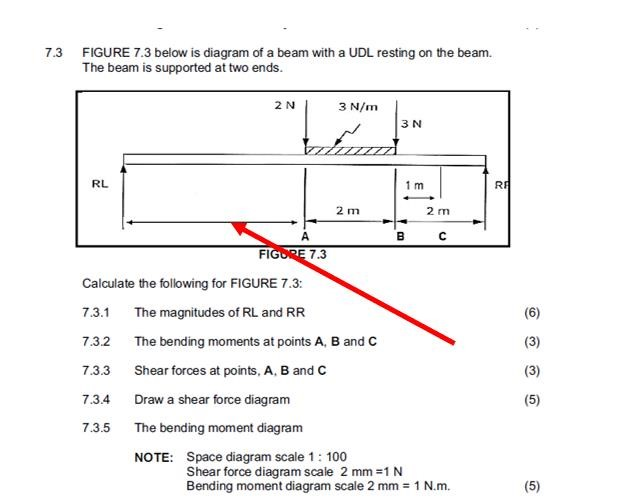 7.3 FIGURE 7.3 below is diagram of a beam with a UDL resting on the beam.
The beam is supported at two ends.
2 N 3 N/m
3 N
RL 1 m RF
2 m 2 m
A B C
FIGURE 7.3
Calculate the following for FIGURE 7.3:
7.3.1 The magnitudes of RL and RR (6)
7.3.2 The bending moments at points A, B and C (3)
7.3.3 Shear forces at points, A, B and C (3)
7.3.4 Draw a shear force diagram (5)
7.3.5 The bending moment diagram
NOTE: Space diagram scale 1 : 100
Shear force diagram scale 2 mm =1 N
Bending moment diagram scale 2 mm = 1 N.m. (5)